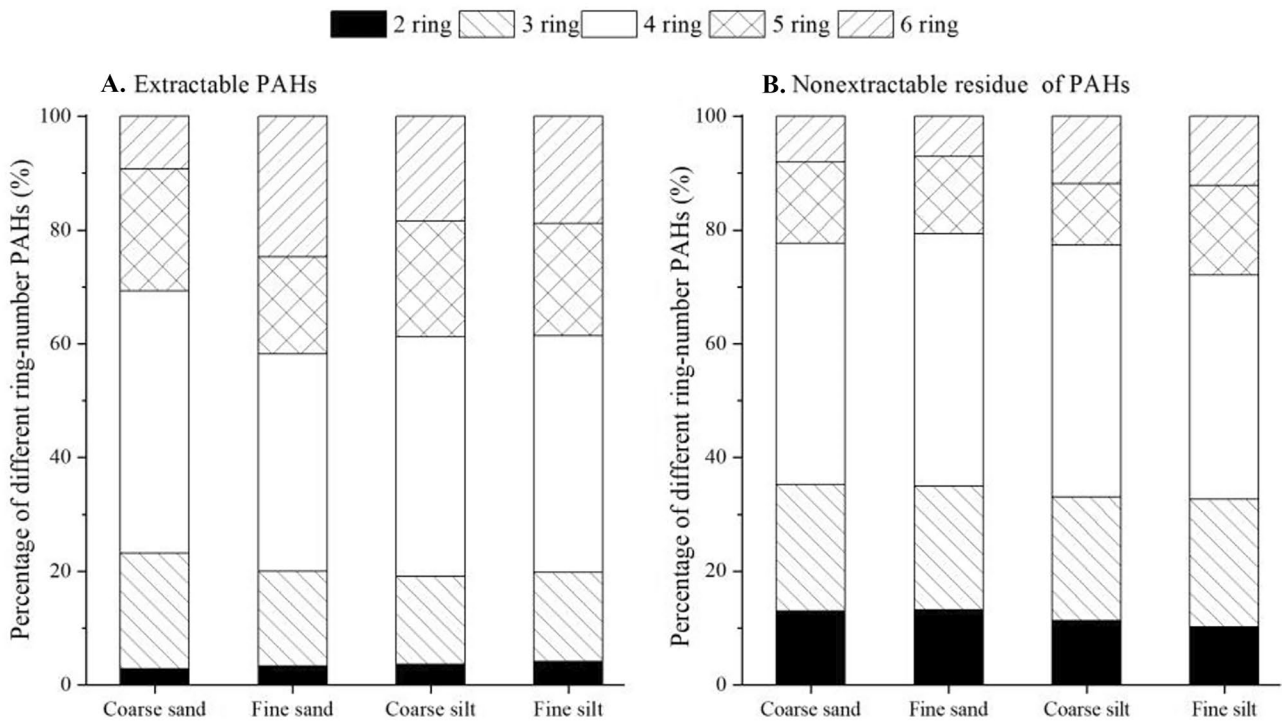 2 ring 3 ring 4 ring 5 ring 6 ring
A. Extractable PAHs
Percentage of different ring-number PAHs (%)
100
80
60
40
20
0
Coarse sand Fine sand Coarse silt Fine silt
B. Nonextractable residue of PAHs
Percentage of different ring-number PAHs (%)
100
80
60
40
20
0
Coarse sand Fine sand Coarse silt Fine silt